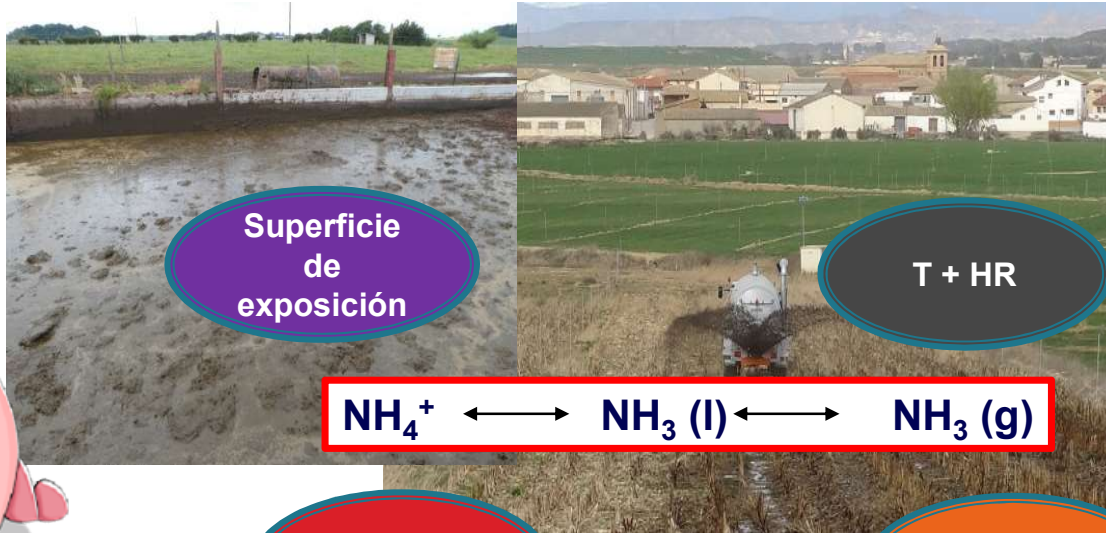 Superficie
de
exposición
T + HR
NH₄⁺ ⟷ NH₃ (l) ⟷ NH₃ (g)